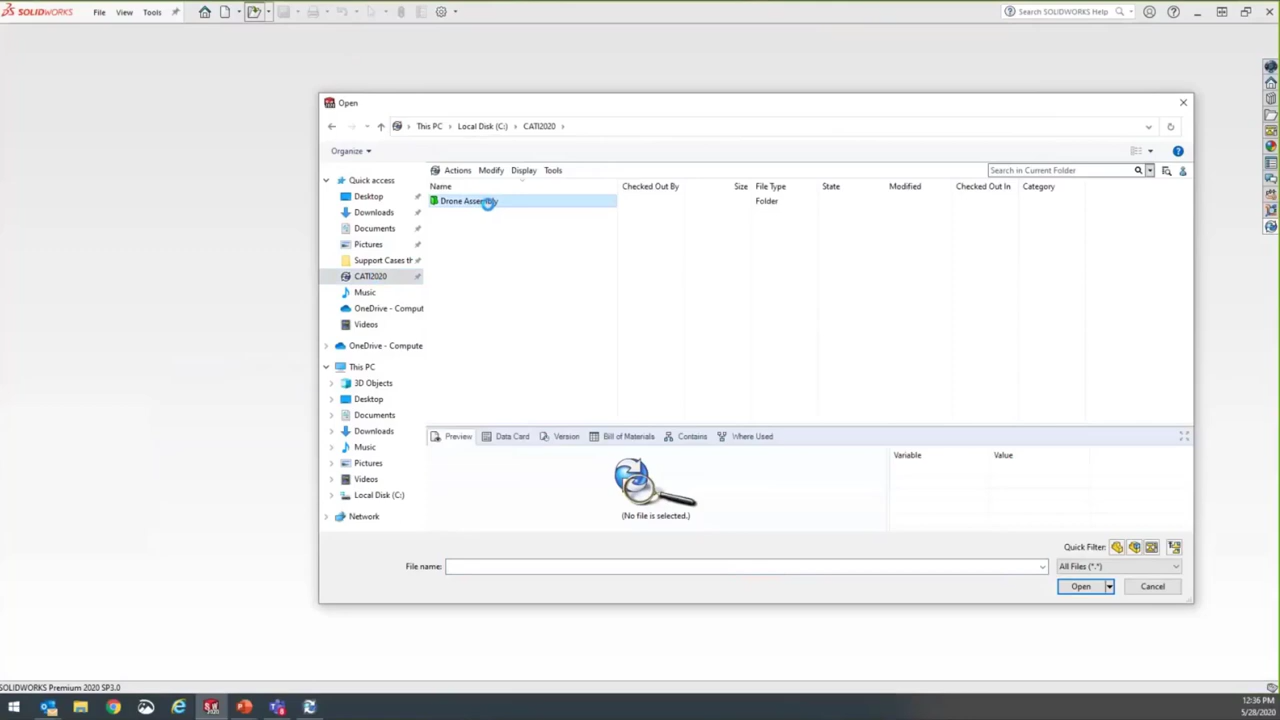 SOLIDWORKS File View Tools Search SOLIDWORKS Help
Open
This PC Local Disk (C:) CATI2020
Organize
Actions Modify Display Tools Search in Current Folder
Name Checked Out By Size File Type State Modified Checked Out In Category
Drone Assembly Folder
Quick access
Desktop
Downloads
Documents
Pictures
Support Cases th
CATI2020
Music
OneDrive - Comput
Videos
OneDrive - Compute
This PC
3D Objects
Desktop
Documents
Downloads
Music
Pictures
Videos
Local Disk (C:)
Network
Preview Data Card Version Bill of Materials Contains Where Used
Variable Value
(No file is selected.)
Quick Filter:
File name: All Files (*.*)
Open Cancel
SOLIDWORKS Premium 2020 SP3.0
12:36 PM
5/28/2020